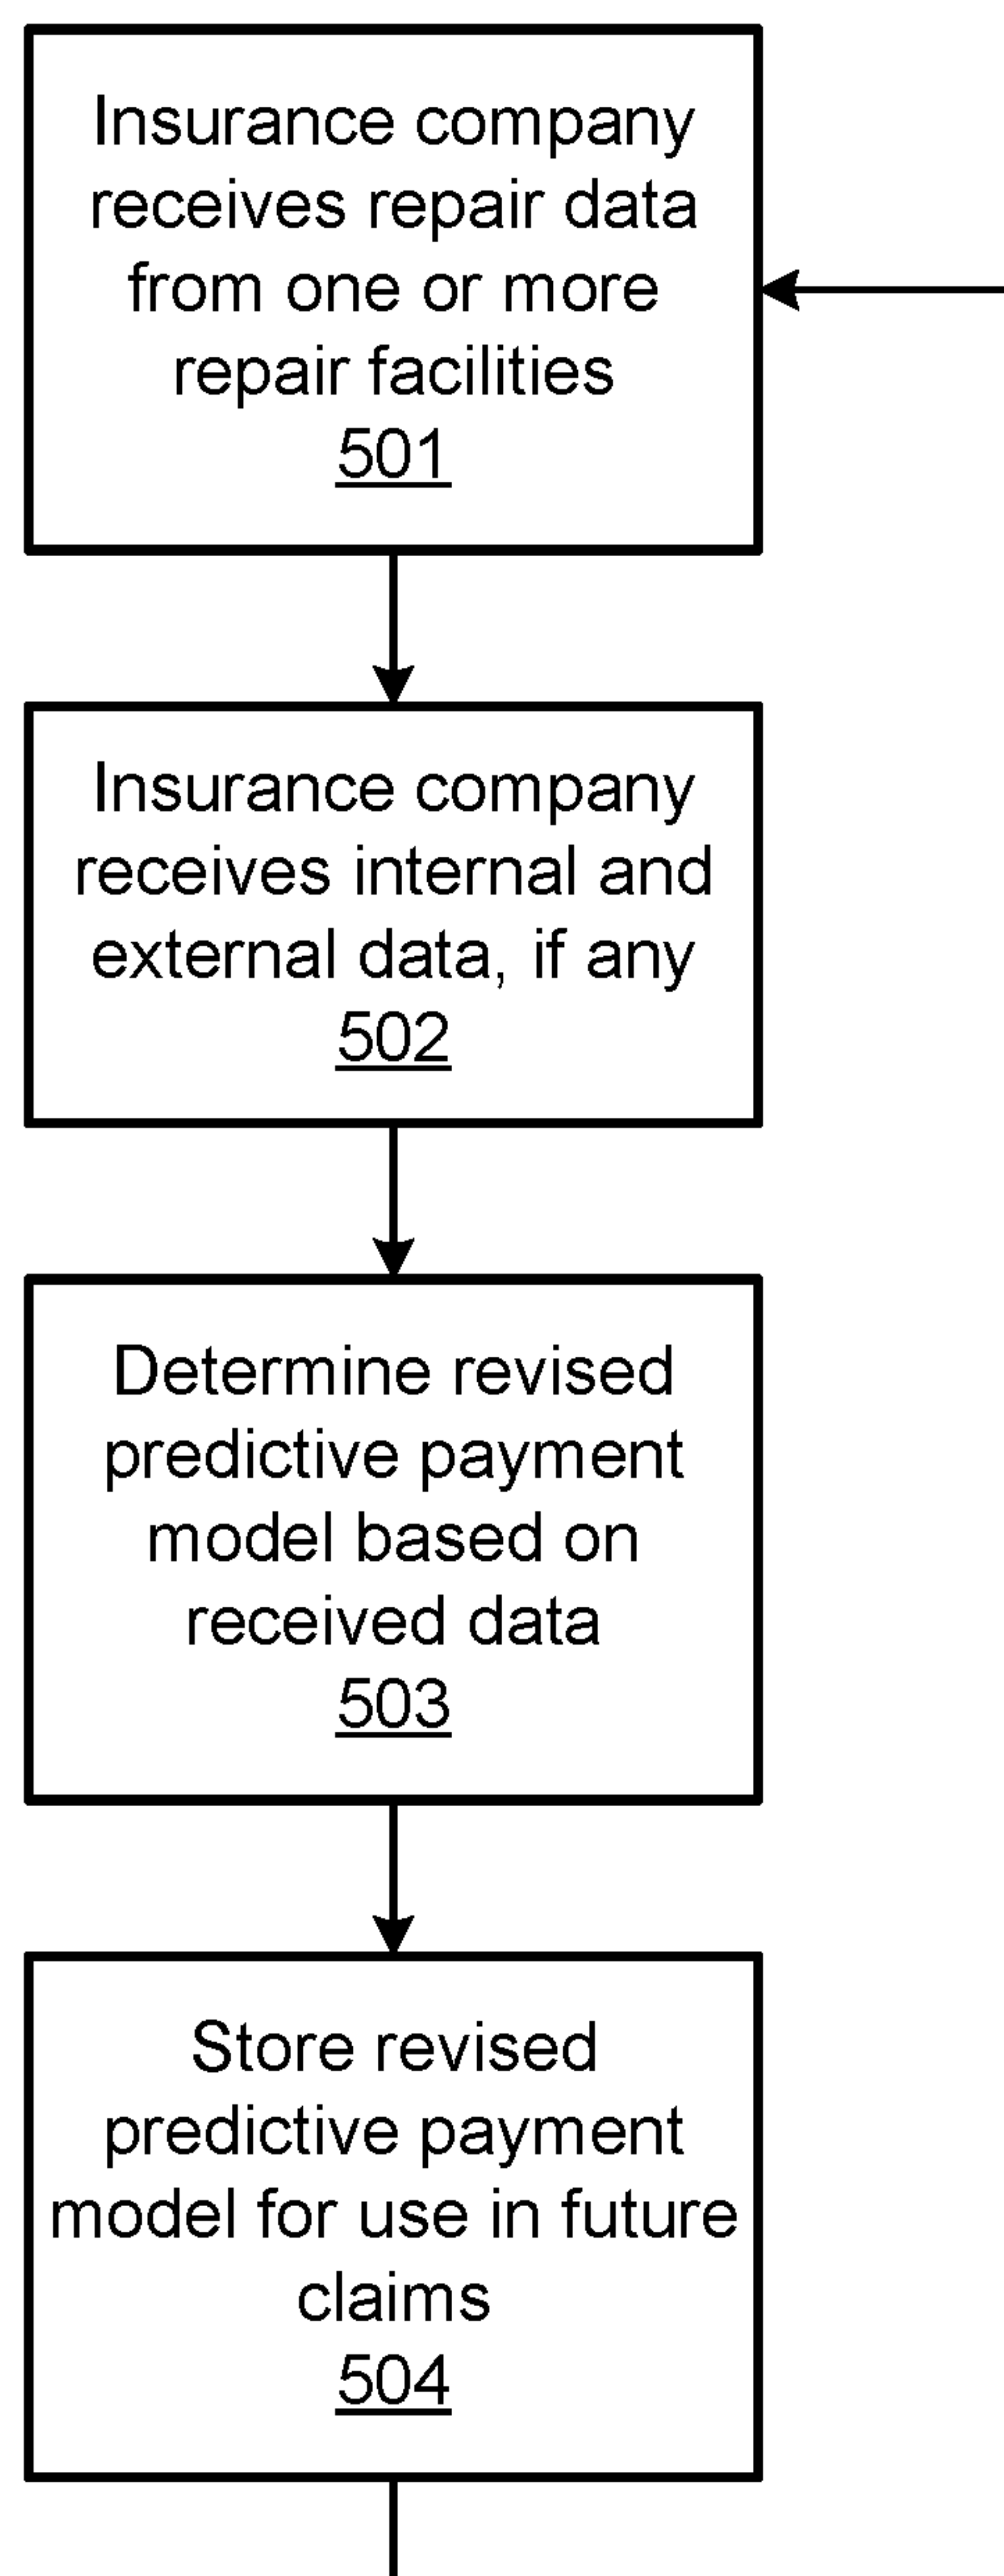 Insurance company
receives repair data
from one or more
repair facilities
501
Insurance company
receives internal and
external data, if any
502
Determine revised
predictive payment
model based on
received data
503
Store revised
predictive payment
model for use in future
claims
504